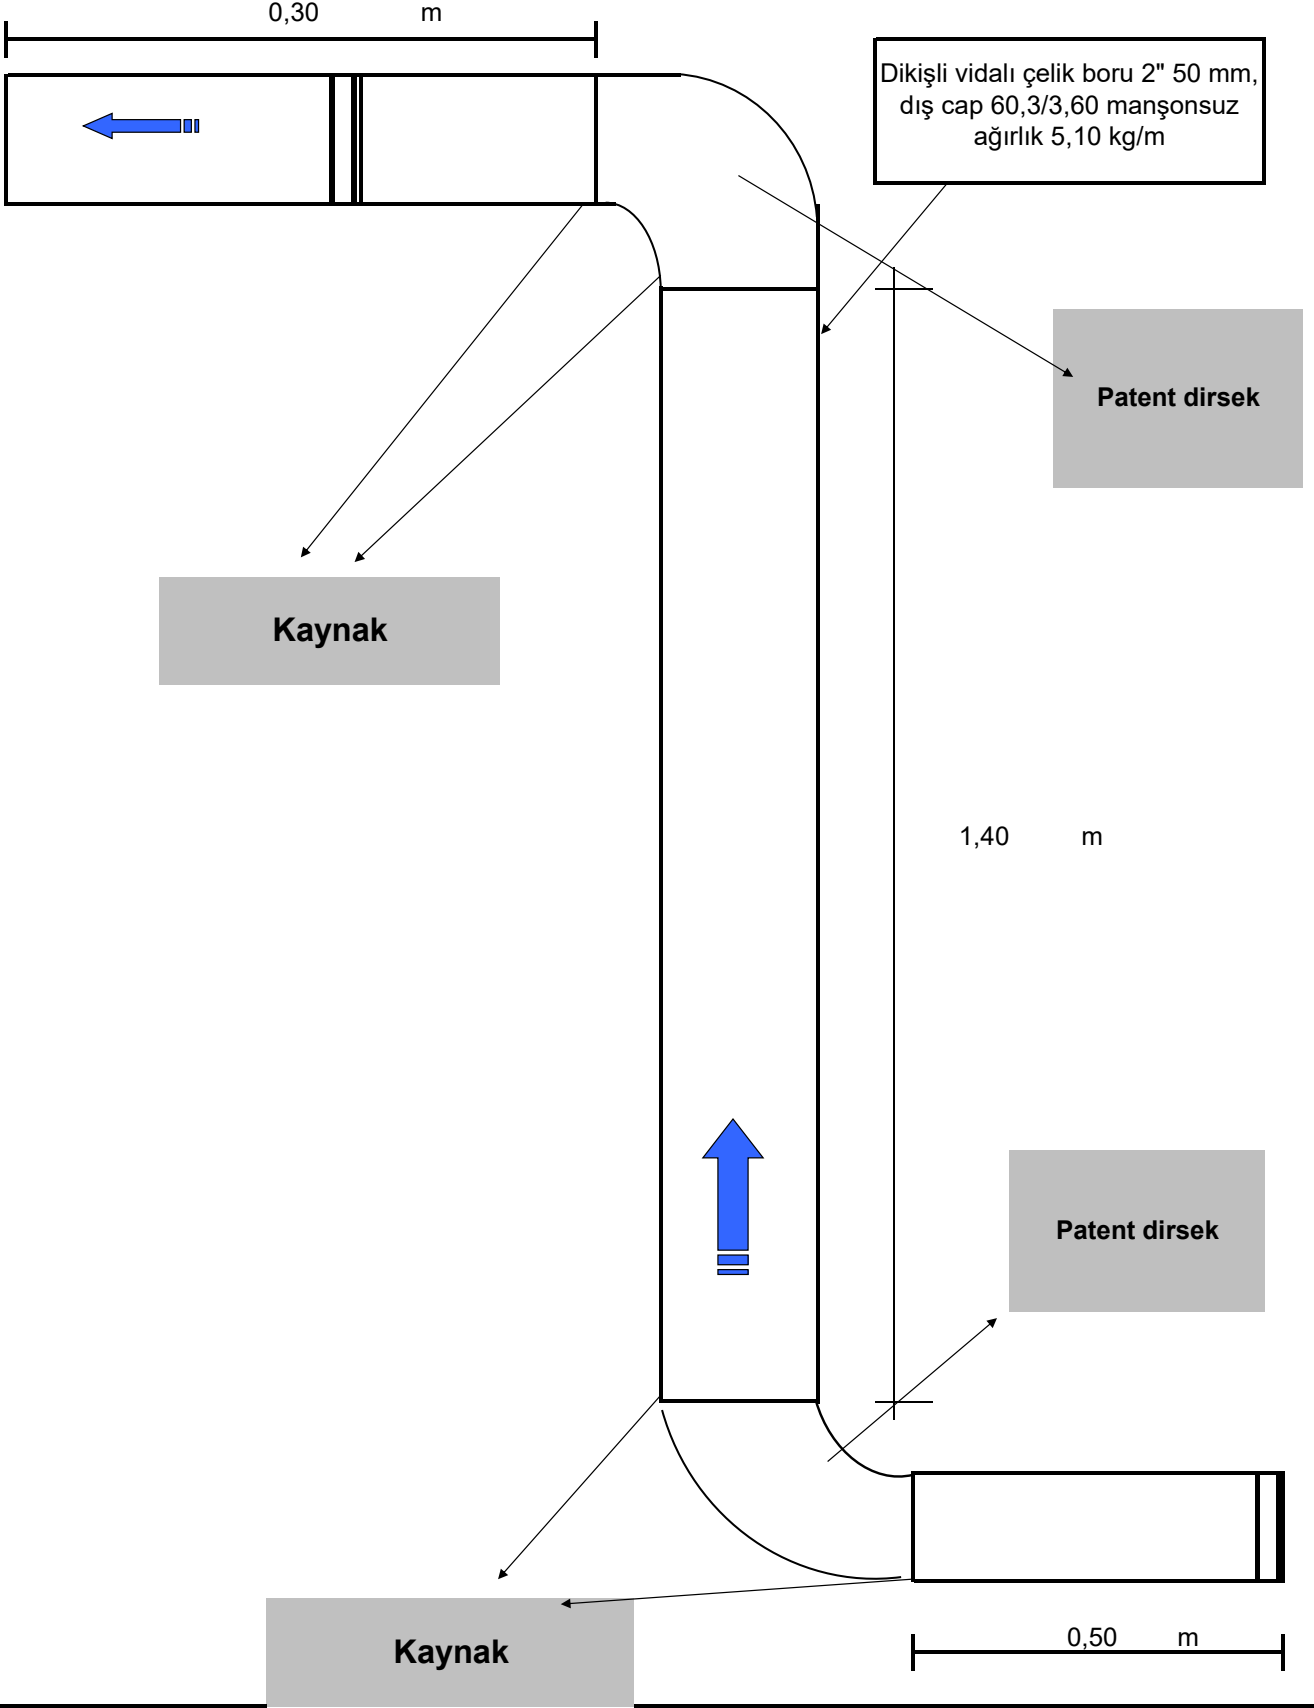 0,30 m
Dikişli vidalı çelik boru 2" 50 mm,
dış cap 60,3/3,60 manşonsuz
ağırlık 5,10 kg/m
Patent dirsek
Kaynak
1,40 m
Patent dirsek
0,50 m
Kaynak